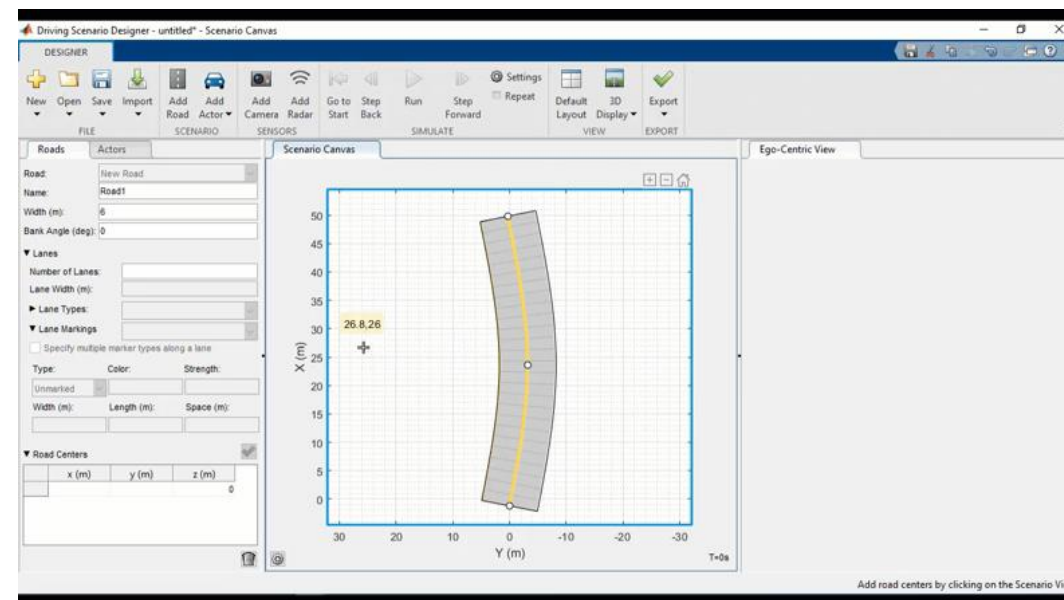 Driving Scenario Designer - untitled* - Scenario Canvas
DESIGNER
New Open Save Import Add Road Add Actor Add Camera Add Radar Go to Start Step Back Run Step Forward Settings Repeat Default Layout 3D Display Export
FILE SCENARIO SENSORS SIMULATE VIEW EXPORT
Roads Actors
Road: New Road
Name: Road1
Width (m): 6
Bank Angle (deg): 0
Lanes
Number of Lanes:
Lane Width (m):
Lane Types:
Lane Markings
Specify multiple marker types along a lane
Type: Color: Strength:
Unmarked
Width (m): Length (m): Space (m):
Road Centers
x (m) y (m) z (m)
0
Scenario Canvas
50
45
40
35
30
25
20
15
10
5
0
X (m)
26.8,26
30 20 10 0 -10 -20 -30
Y (m)
T=0s
Ego-Centric View
Add road centers by clicking on the Scenario Vi